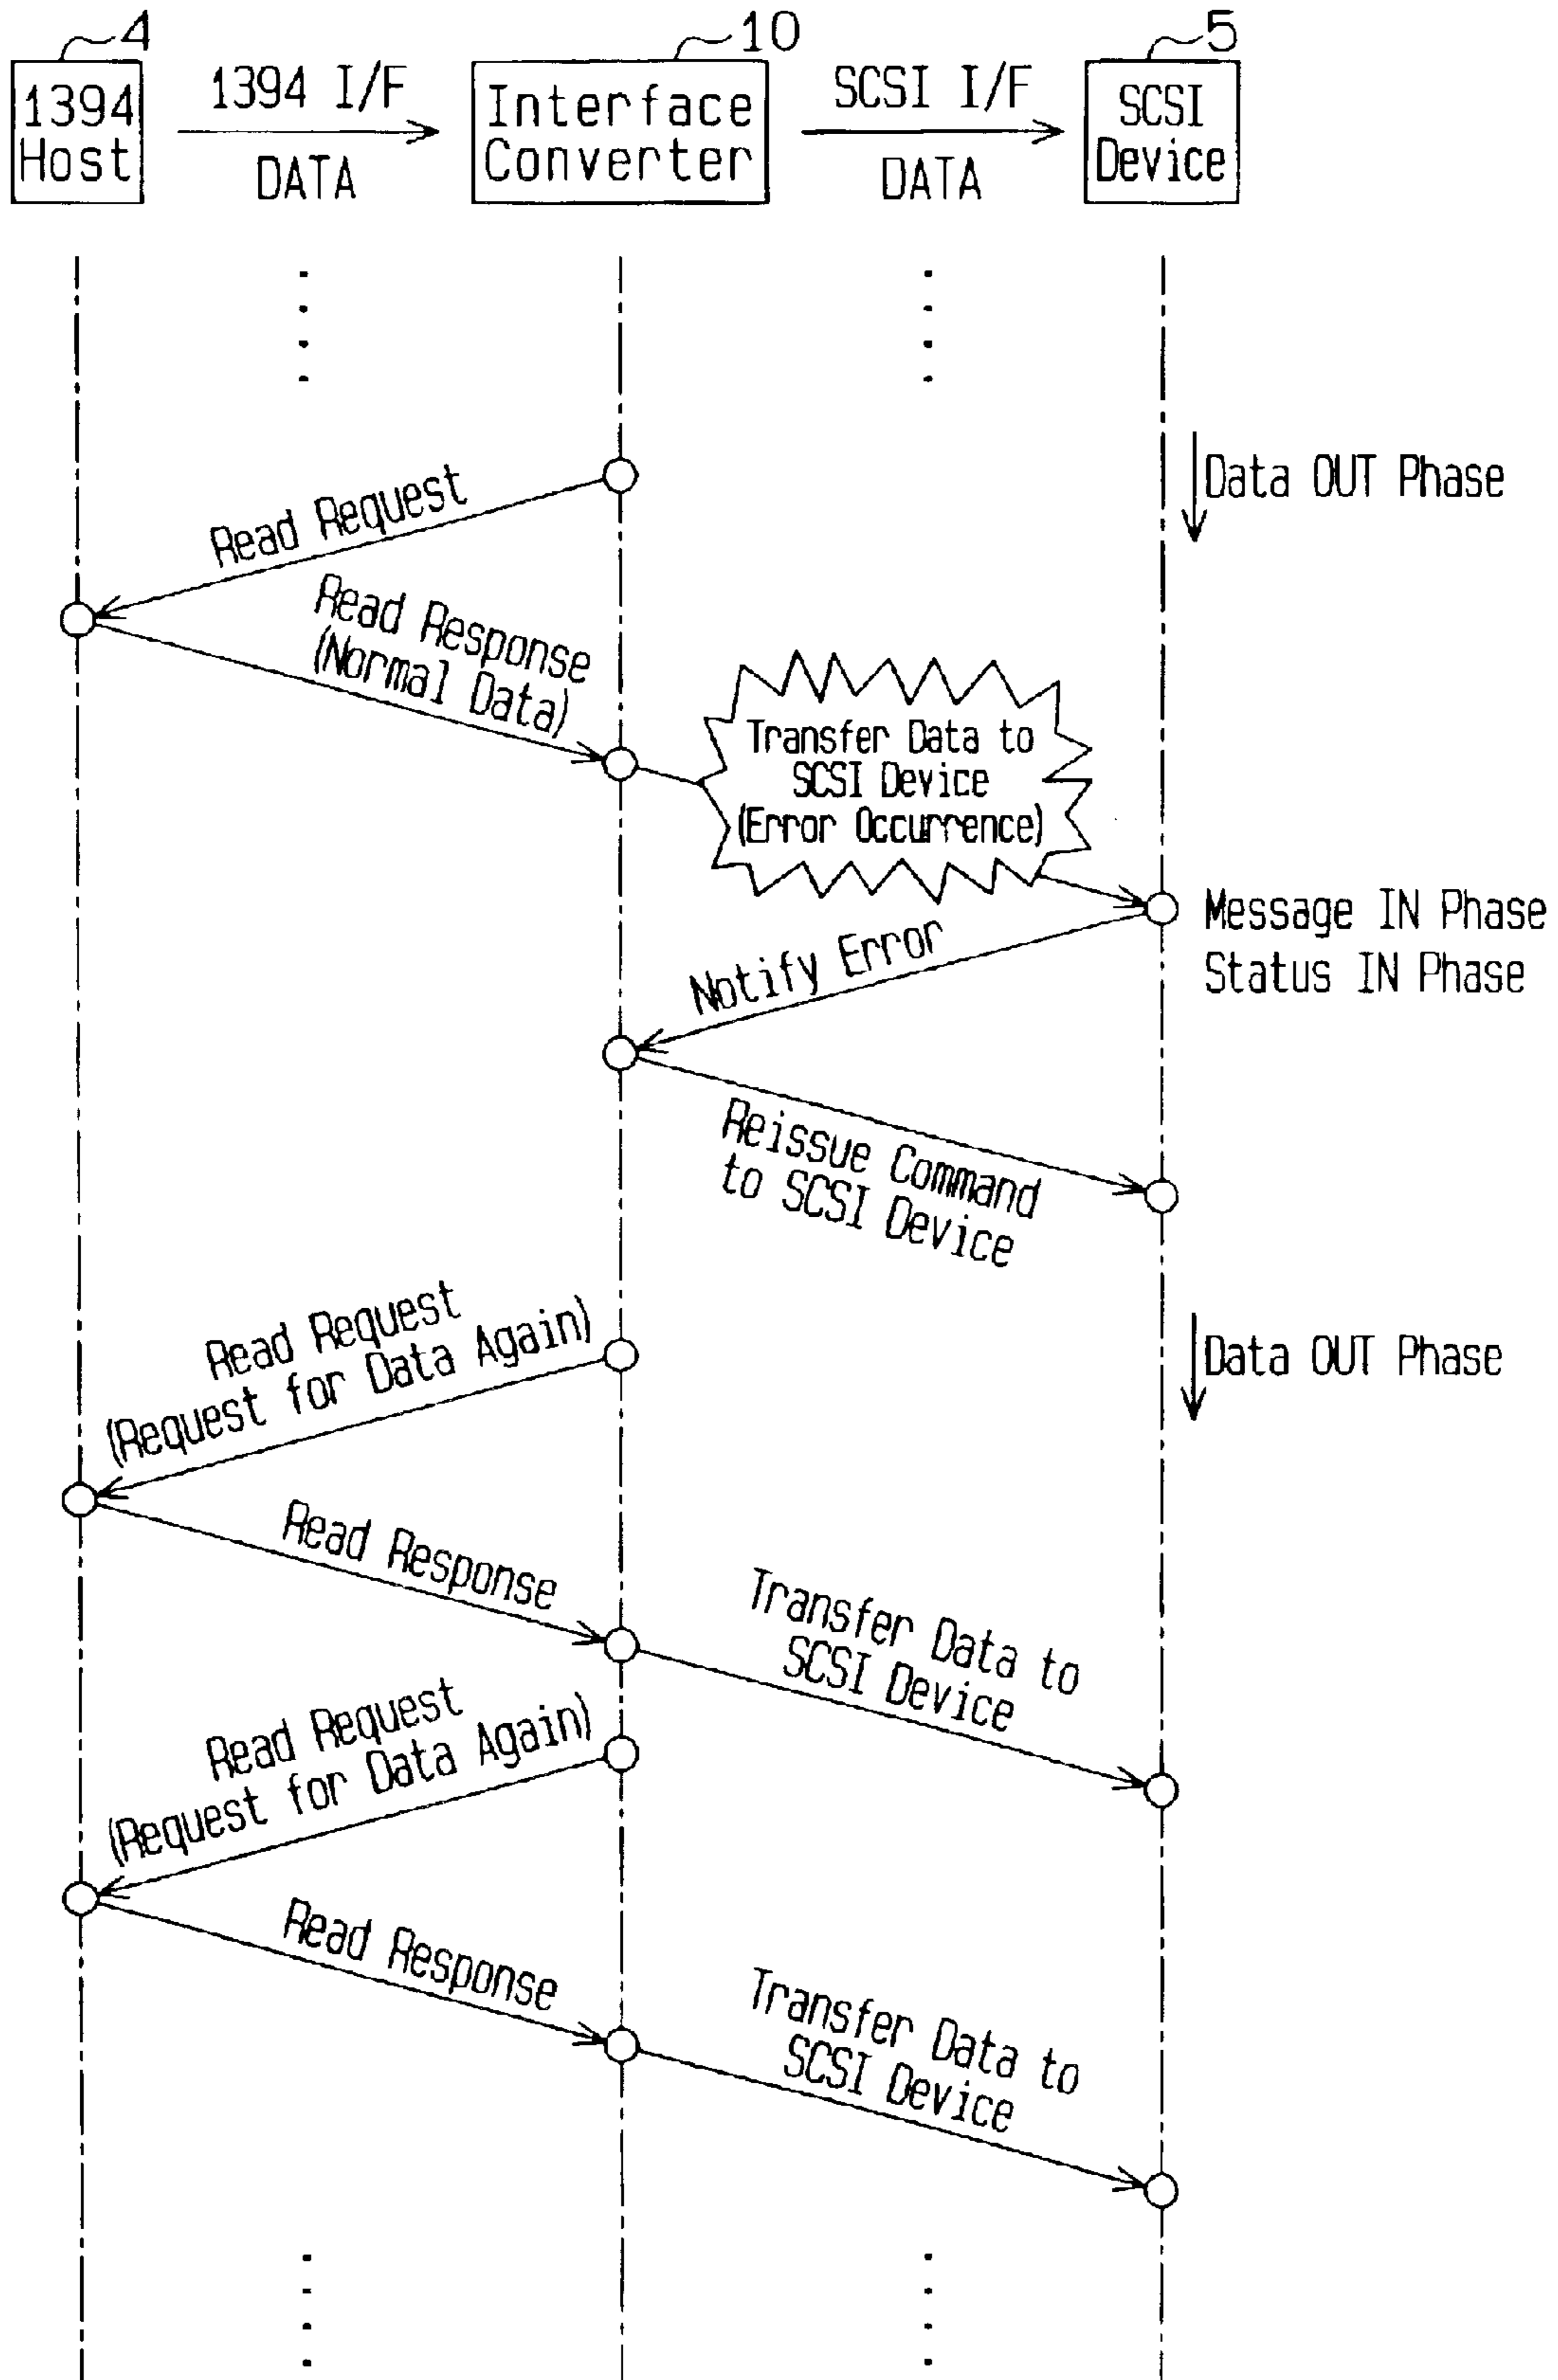 4
10
5
1394
Host
1394 I/F
DATA
Interface
Converter
SCSI I/F
DATA
SCSI
Device
Data OUT Phase
Read Request
Read Response
(Normal Data)
Transfer Data to
SCSI Device
(Error Occurrence)
Message IN Phase
Status IN Phase
Notify Error
Reissue Command
to SCSI Device
Read Request
(Request for Data Again)
Data OUT Phase
Read Response
Transfer Data to
SCSI Device
Read Request
(Request for Data Again)
Read Response
Transfer Data to
SCSI Device